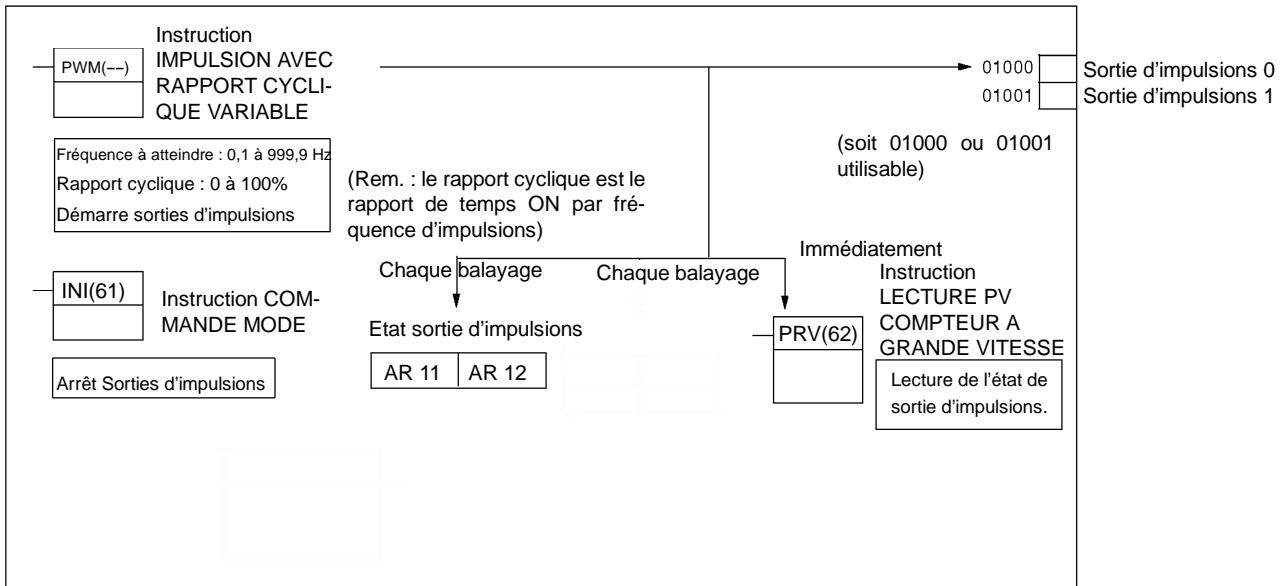 PWM(−−)
Instruction
IMPULSION AVEC
RAPPORT CYCLI-
QUE VARIABLE
01000
Sortie d'impulsions 0
01001
Sortie d'impulsions 1
(soit 01000 ou 01001
utilisable)
Fréquence à atteindre : 0,1 à 999,9 Hz
Rapport cyclique : 0 à 100%
Démarre sorties d'impulsions
(Rem. : le rapport cyclique est le
rapport de temps ON par fré-
quence d'impulsions)
INI(61)
Instruction COM-
MANDE MODE
Arrêt Sorties d'impulsions
Chaque balayage
Chaque balayage
Etat sortie d'impulsions
AR 11
AR 12
Immédiatement
PRV(62)
Instruction
LECTURE PV
COMPTEUR A
GRANDE VITESSE
Lecture de l'état de
sortie d'impulsions.